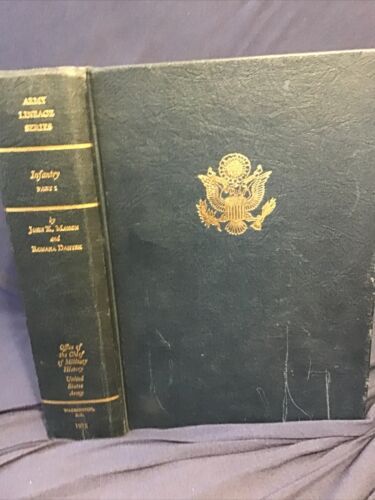 ARMY
LINEAGE
SERIES
Infantry
PART I
by
JOHN K. MAHON
and
ROMANA DANYSH
Office of
the Chief
of Military
History
United
States
Army
WASHINGTON,
D.C.
1972